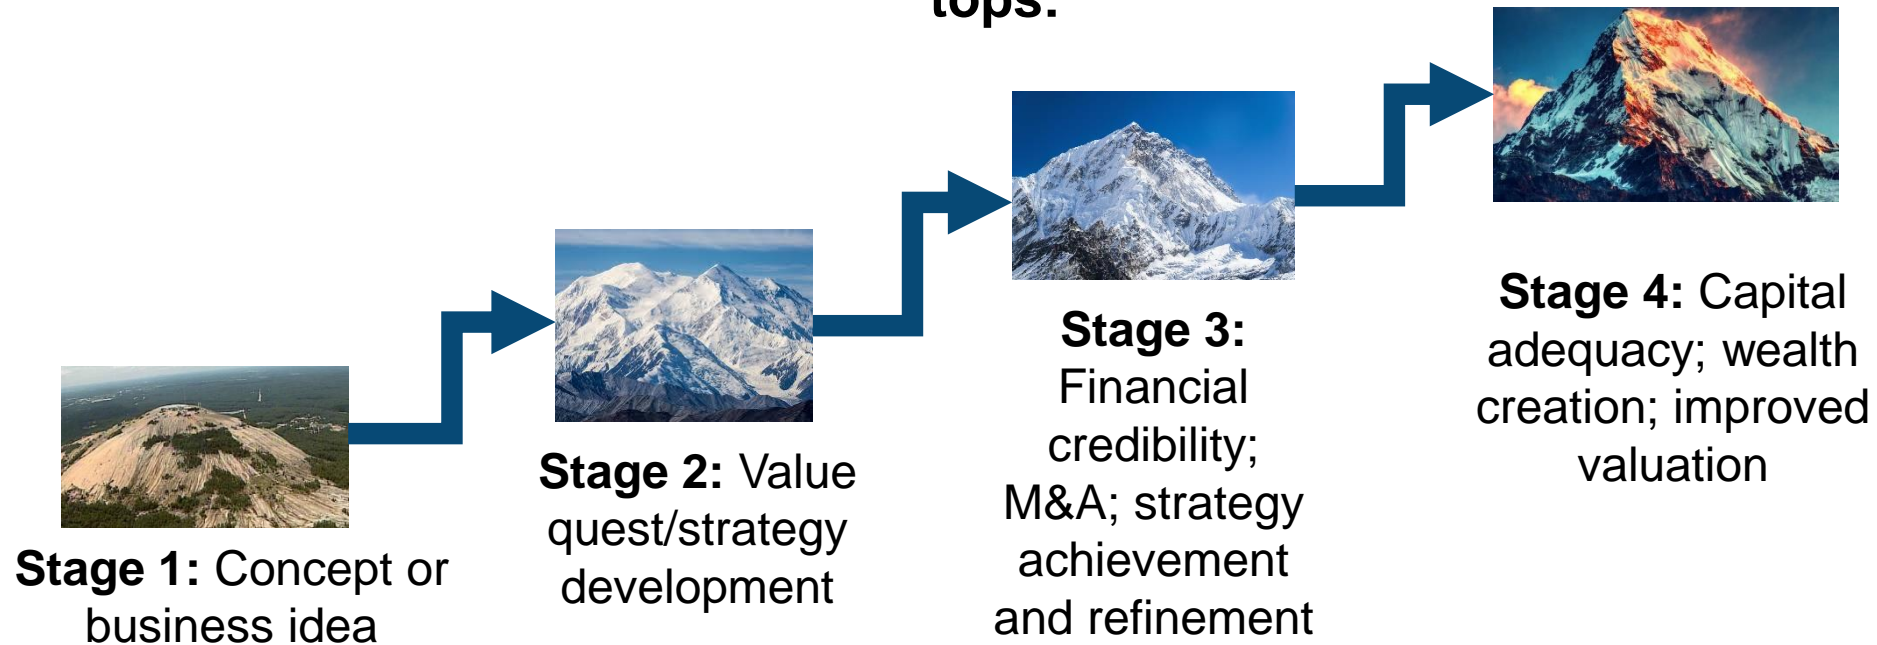 tops:
Stage 1: Concept or
business idea
Stage 2: Value
quest/strategy
development
Stage 3:
Financial
credibility;
M&A; strategy
achievement
and refinement
Stage 4: Capital
adequacy; wealth
creation; improved
valuation